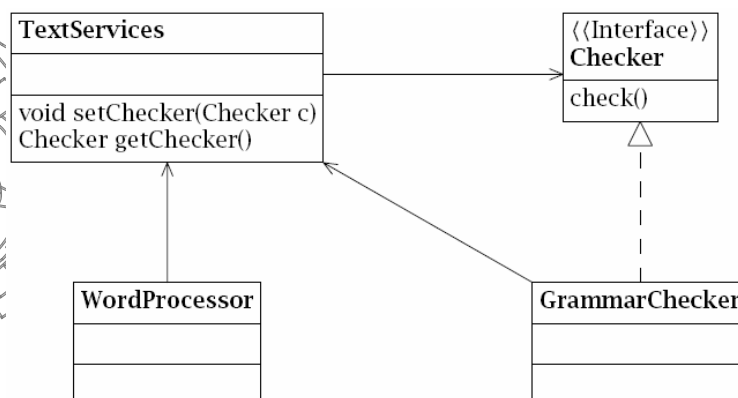 TextServices
void setChecker(Checker c)
Checker getChecker()
⟨⟨Interface⟩⟩
Checker
check()
WordProcessor
GrammarChecker